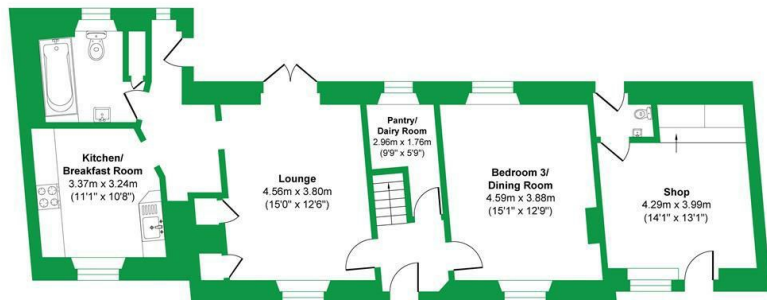 Kitchen/
Breakfast Room
3.37m x 3.24m
(11'1" x 10'8")
Lounge
4.56m x 3.80m
(15'0" x 12'6")
Pantry/
Dairy Room
2.96m x 1.76m
(9'9" x 5'9")
Bedroom 3/
Dining Room
4.59m x 3.88m
(15'1" x 12'9")
Shop
4.29m x 3.99m
(14'1" x 13'1")